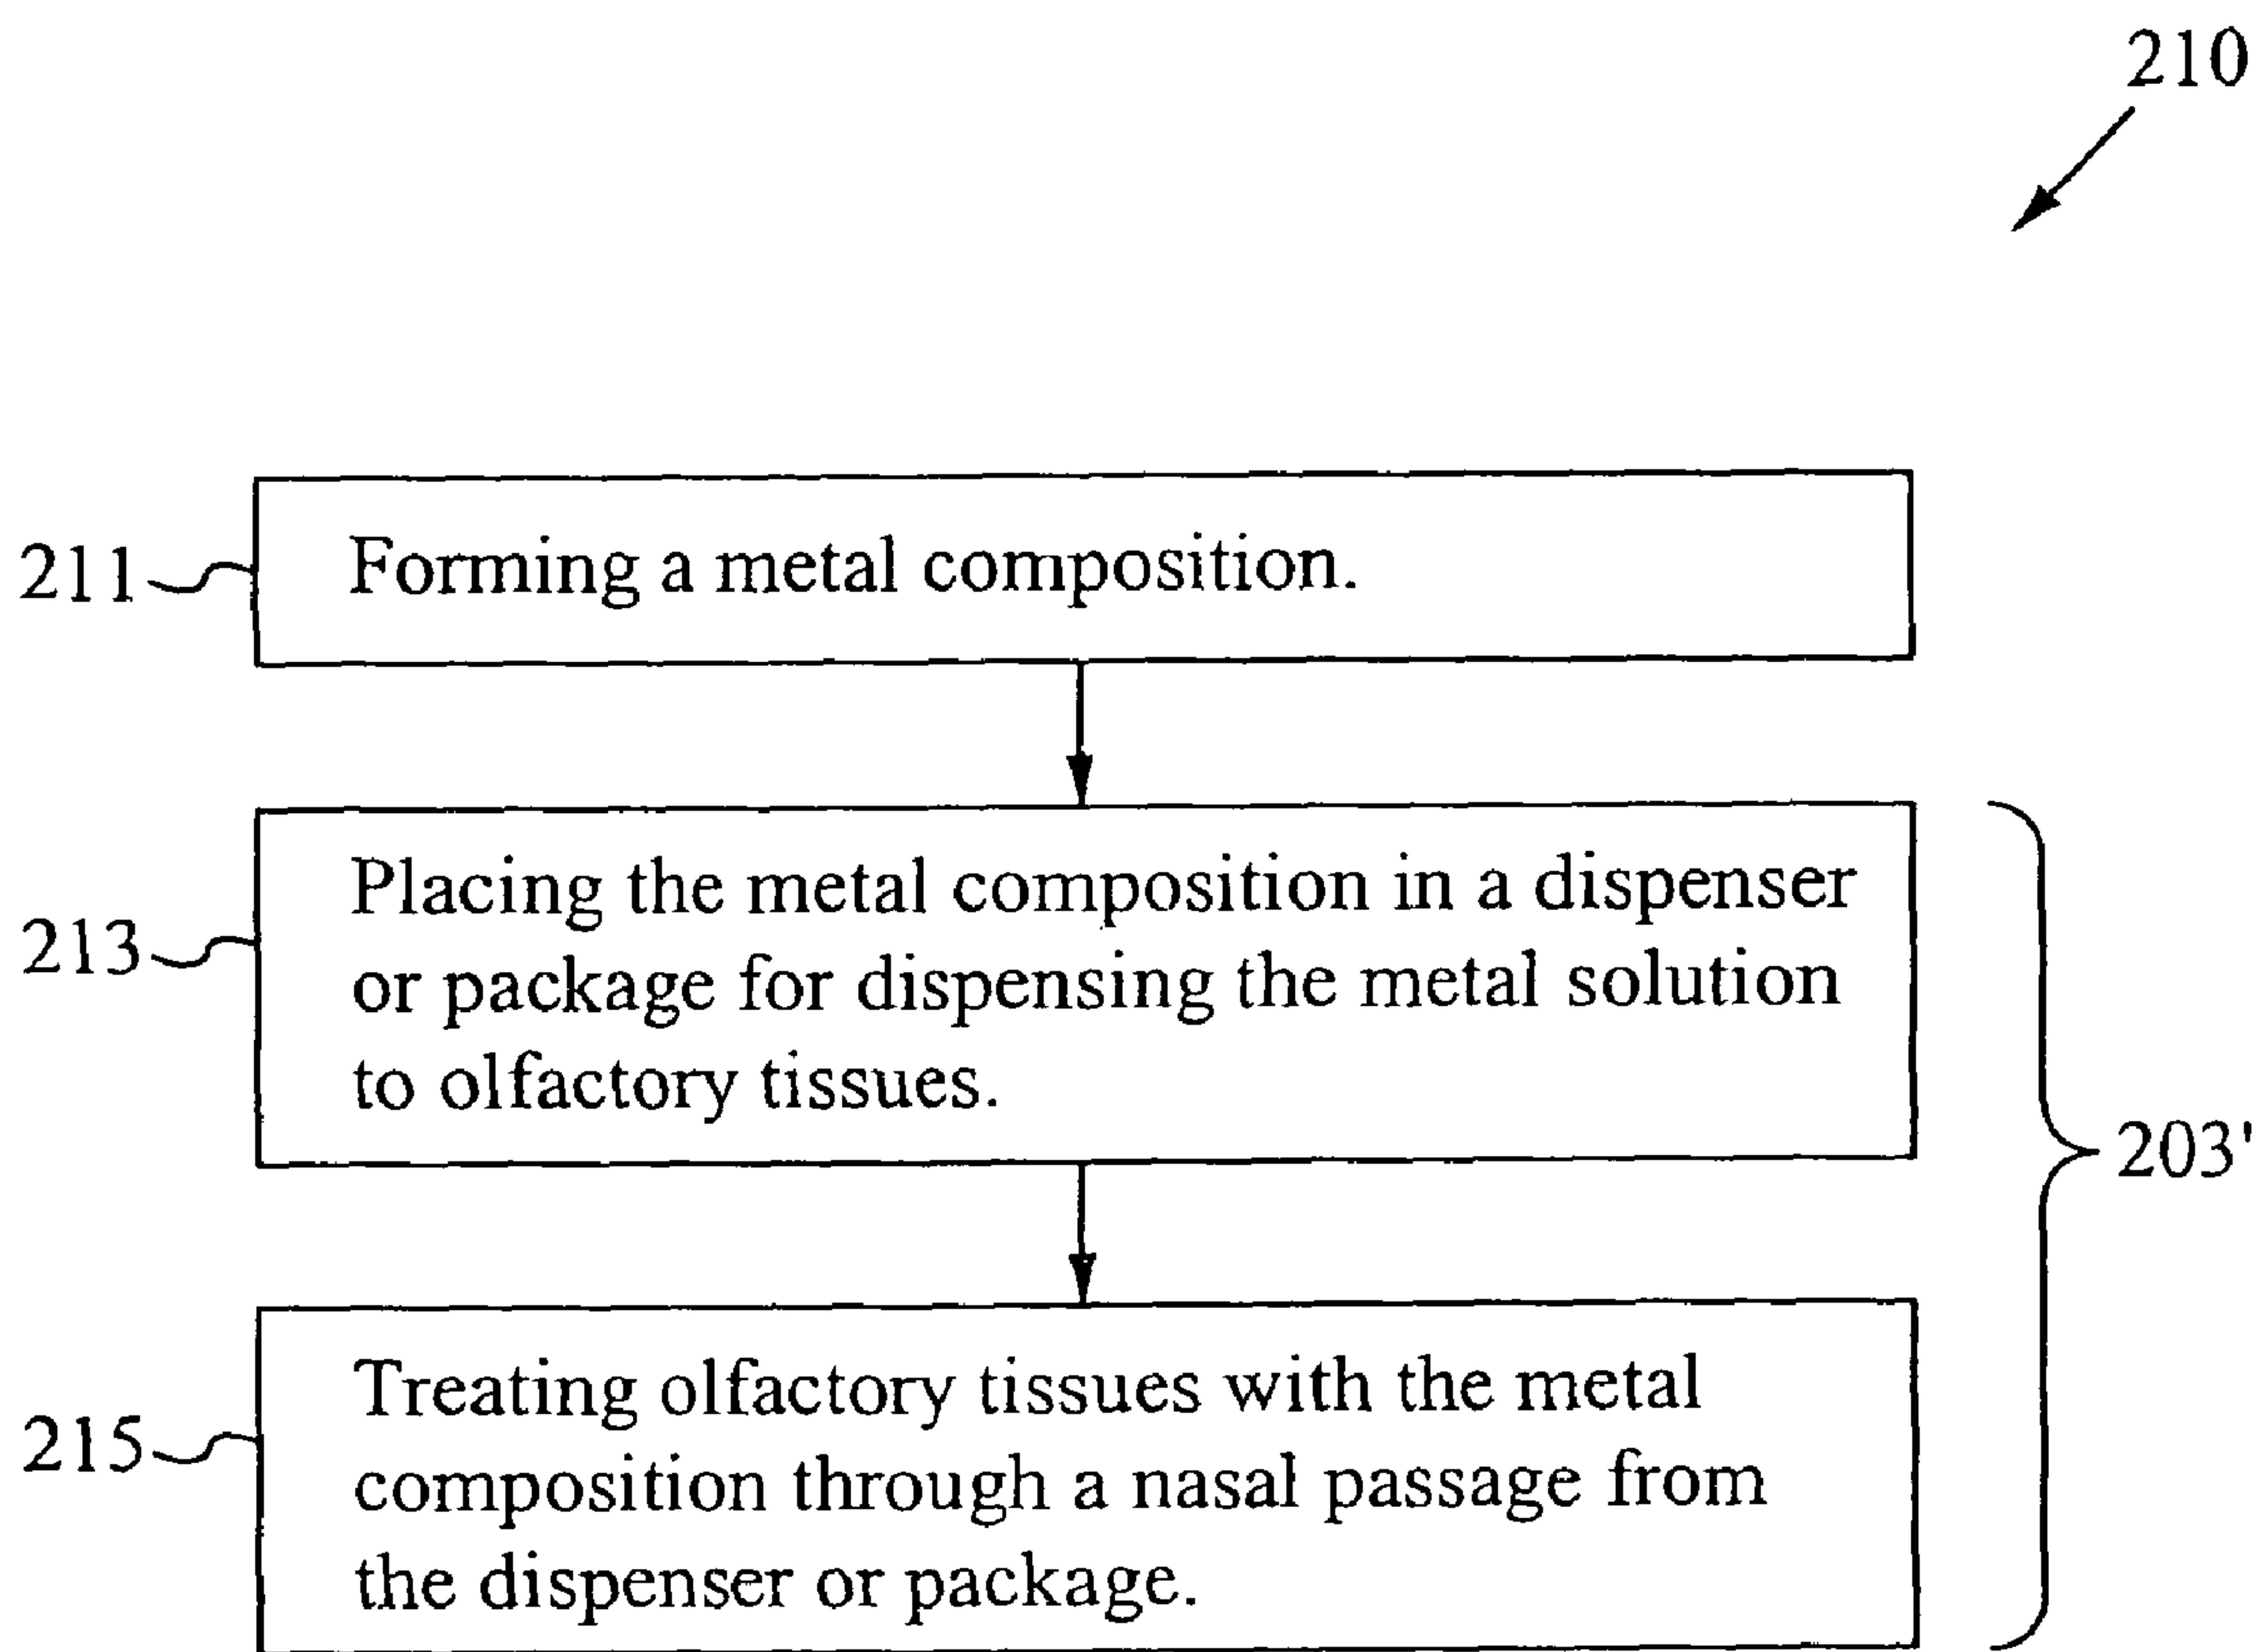 210
211
Forming a metal composition.
213
Placing the metal composition in a dispenser
or package for dispensing the metal solution
to olfactory tissues.
203'
215
Treating olfactory tissues with the metal
composition through a nasal passage from
the dispenser or package.